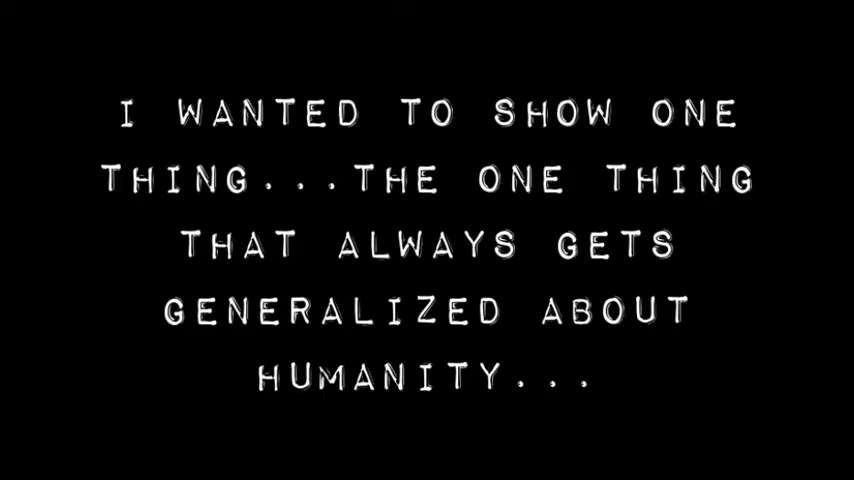 I WANTED TO SHOW ONE
THING...THE ONE THING
THAT ALWAYS GETS
GENERALIZED ABOUT
HUMANITY...